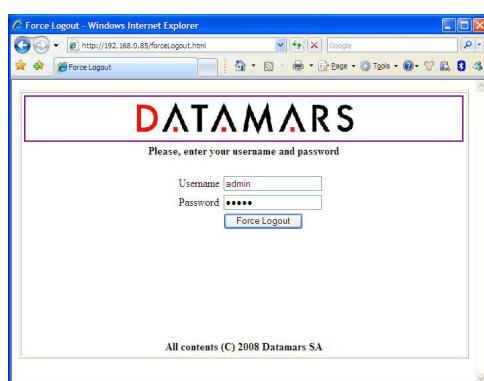 Force Logout - Windows Internet Explorer
http://192.168.0.85/forceLogout.html
Google
Force Logout
Page
Tools
DATAMARS
Please, enter your username and password
Username admin
Password •••••
Force Logout
All contents (C) 2008 Datamars SA